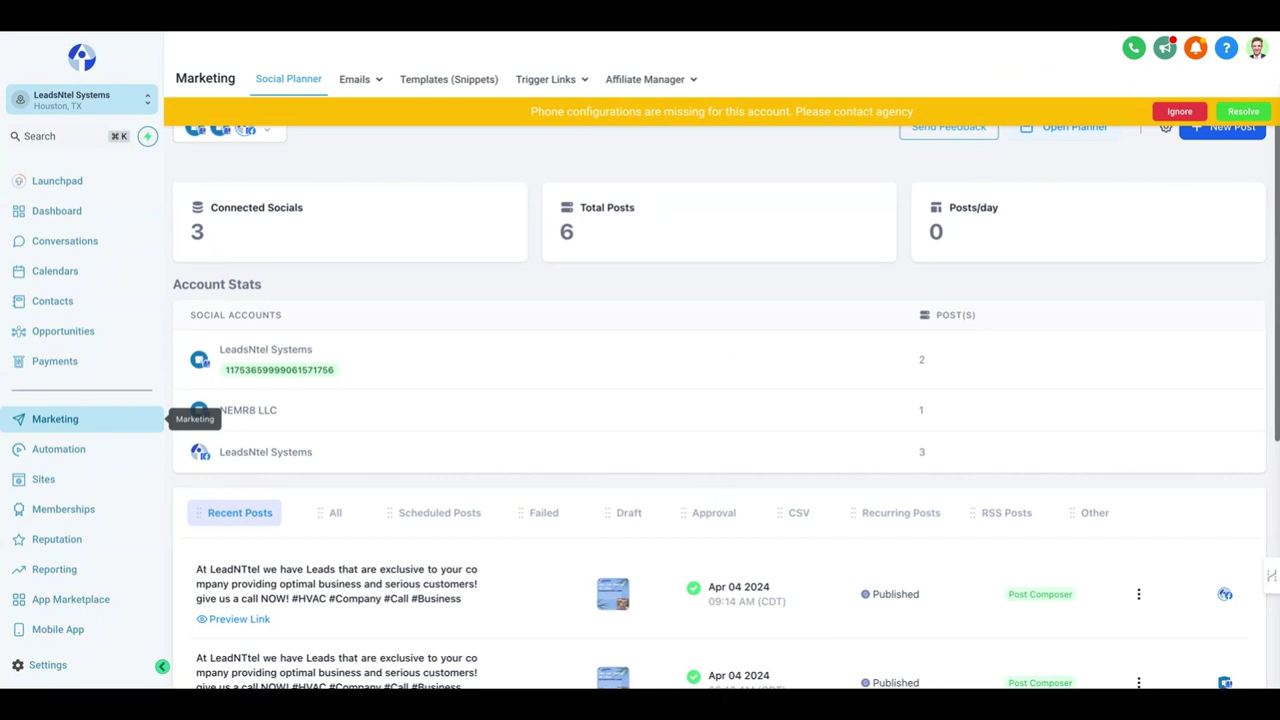 LeadsNtel Systems
Houston, TX
Search ⌘ K
Launchpad
Dashboard
Conversations
Calendars
Contacts
Opportunities
Payments
Marketing
Automation
Sites
Memberships
Reputation
Reporting
App Marketplace
Mobile App
Settings
Marketing
Marketing Social Planner Emails Templates (Snippets) Trigger Links Affiliate Manager
Phone configurations are missing for this account. Please contact agency Ignore Resolve
Send Feedback Open Planner + New Post
Connected Socials
3
Total Posts
6
Posts/day
0
Account Stats
SOCIAL ACCOUNTS POST(S)
LeadsNtel Systems 2
11753659999061571756
NEMR8 LLC 1
LeadsNtel Systems 3
Recent Posts All Scheduled Posts Failed Draft Approval CSV Recurring Posts RSS Posts Other
At LeadNTtel we have Leads that are exclusive to your co
mpany providing optimal business and serious customers!
give us a call NOW! #HVAC #Company #Call #Business
Preview Link
Apr 04 2024
09:14 AM (CDT)
Published
Post Composer
At LeadNTtel we have Leads that are exclusive to your co
mpany providing optimal business and serious customers!
give us a call NOW! #HVAC #Company #Call #Business
Apr 04 2024
Published
Post Composer